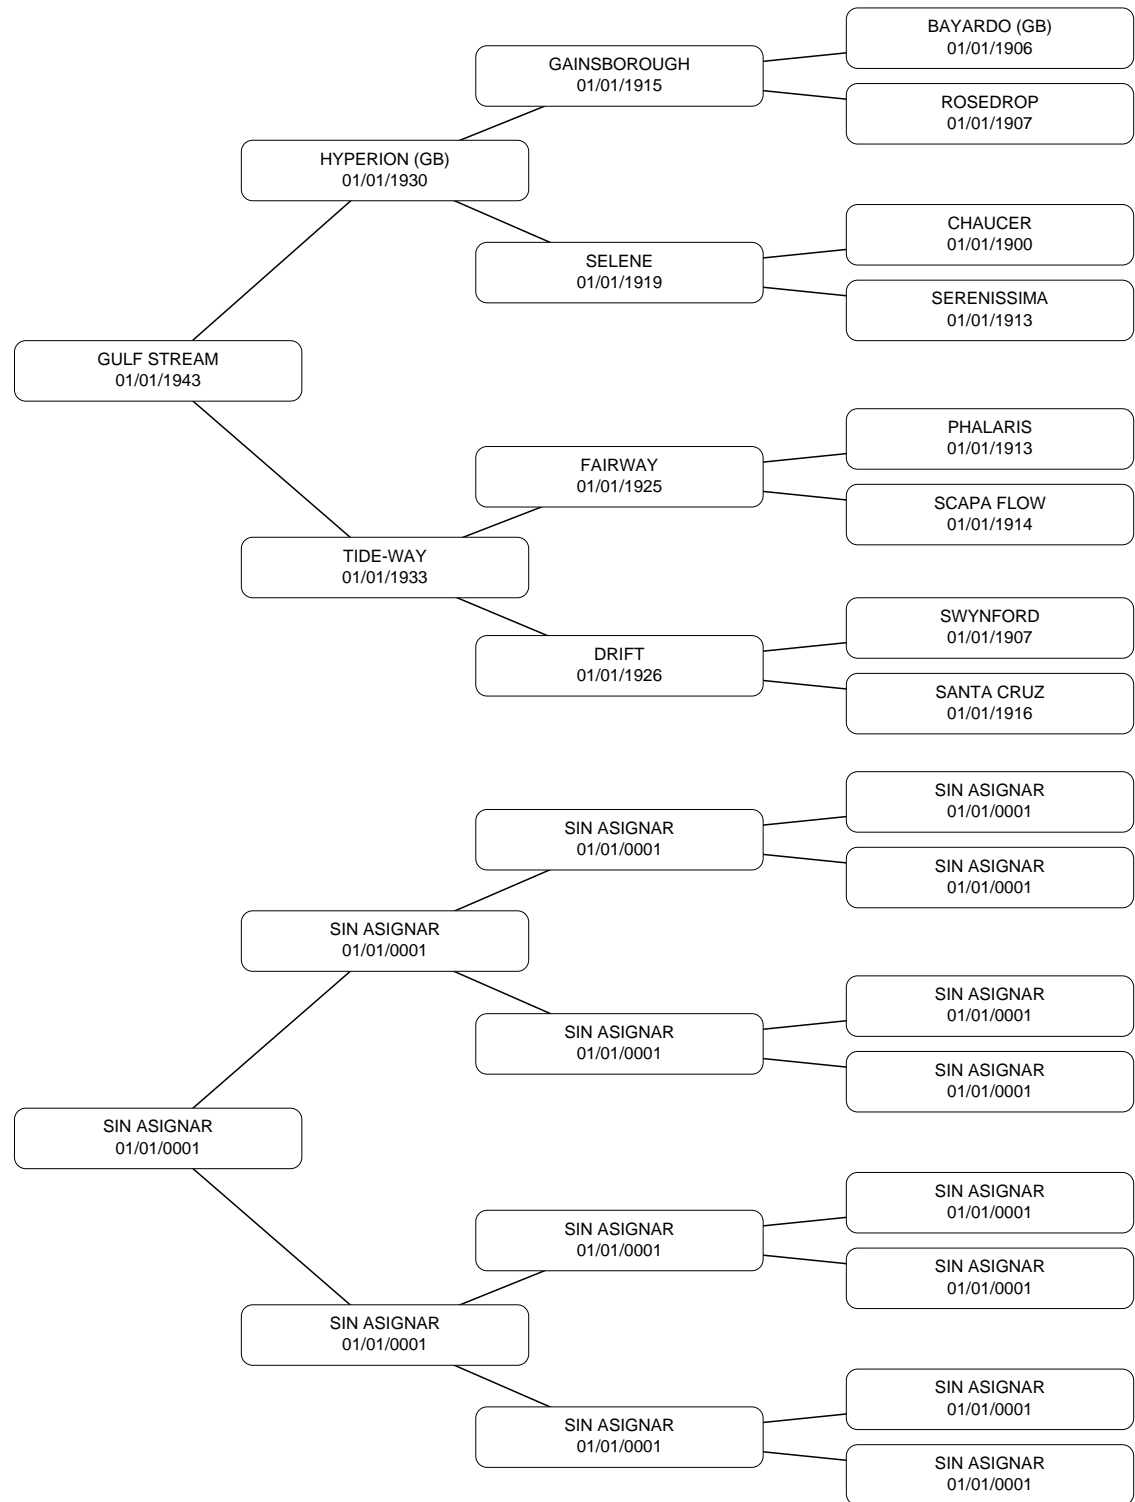 BAYARDO (GB)
01/01/1906
GAINSBOROUGH
01/01/1915
ROSEDROP
01/01/1907
HYPERION (GB)
01/01/1930
CHAUCER
01/01/1900
SELENE
01/01/1919
SERENISSIMA
01/01/1913
GULF STREAM
01/01/1943
PHALARIS
01/01/1913
FAIRWAY
01/01/1925
SCAPA FLOW
01/01/1914
TIDE-WAY
01/01/1933
SWYNFORD
01/01/1907
DRIFT
01/01/1926
SANTA CRUZ
01/01/1916
SIN ASIGNAR
01/01/0001
SIN ASIGNAR
01/01/0001
SIN ASIGNAR
01/01/0001
SIN ASIGNAR
01/01/0001
SIN ASIGNAR
01/01/0001
SIN ASIGNAR
01/01/0001
SIN ASIGNAR
01/01/0001
SIN ASIGNAR
01/01/0001
SIN ASIGNAR
01/01/0001
SIN ASIGNAR
01/01/0001
SIN ASIGNAR
01/01/0001
SIN ASIGNAR
01/01/0001
SIN ASIGNAR
01/01/0001
SIN ASIGNAR
01/01/0001
SIN ASIGNAR
01/01/0001